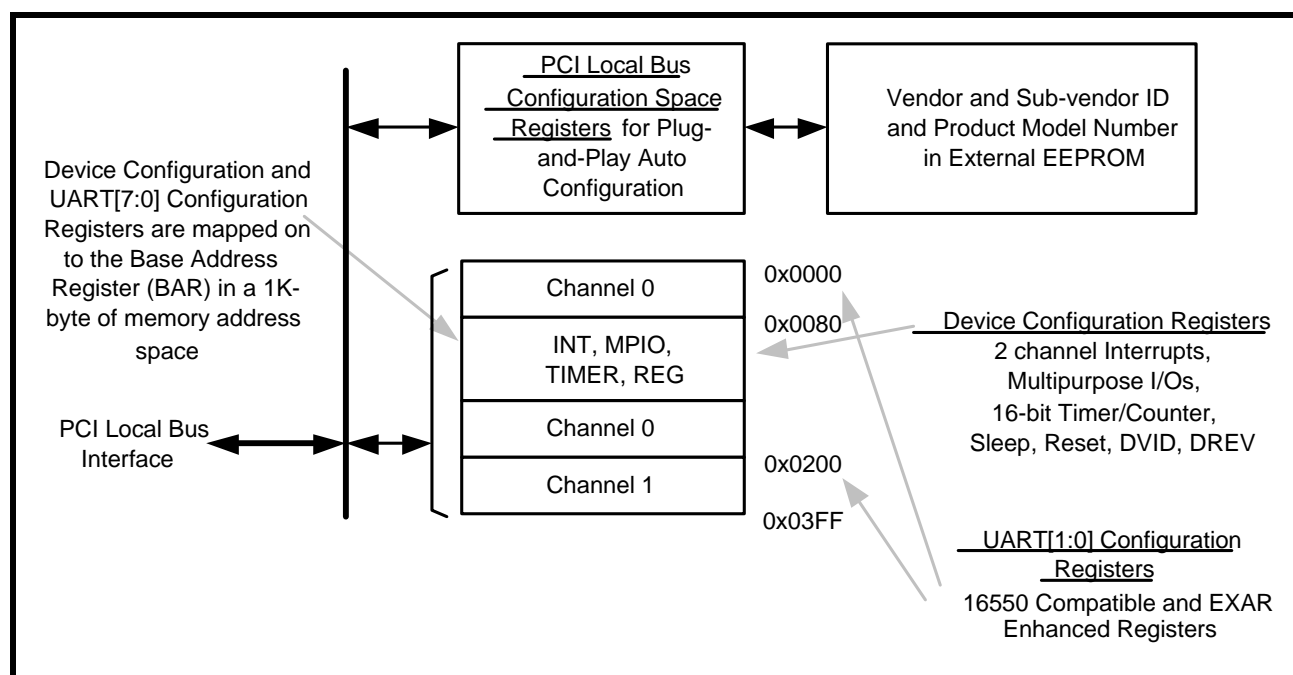 PCI Local Bus
Configuration Space
Registers for Plug-
and-Play Auto
Configuration
Vendor and Sub-vendor ID
and Product Model Number
in External EEPROM
Device Configuration and
UART[7:0] Configuration
Registers are mapped on
to the Base Address
Register (BAR) in a 1K-
byte of memory address
space
PCI Local Bus
Interface
Channel 0
INT, MPIO,
TIMER, REG
Channel 0
Channel 1
0x0000
0x0080
0x0200
0x03FF
Device Configuration Registers
2 channel Interrupts,
Multipurpose I/Os,
16-bit Timer/Counter,
Sleep, Reset, DVID, DREV
UART[1:0] Configuration
Registers
16550 Compatible and EXAR
Enhanced Registers